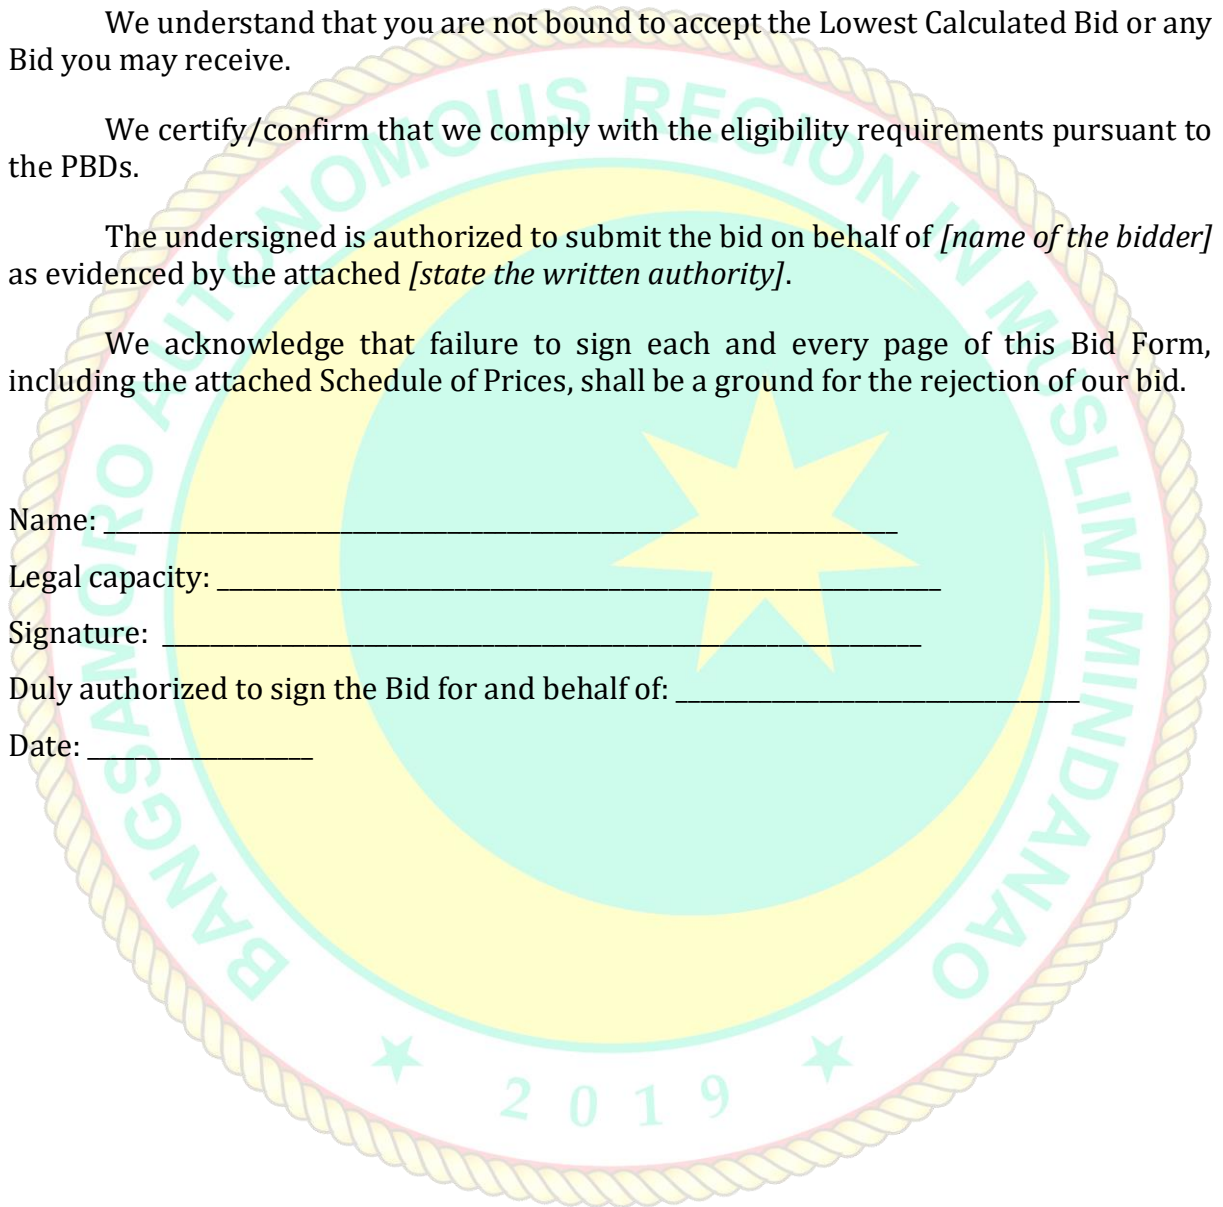 We understand that you are not bound to accept the Lowest Calculated Bid or any
Bid you may receive.
We certify/confirm that we comply with the eligibility requirements pursuant to
the PBDs.
The undersigned is authorized to submit the bid on behalf of [name of the bidder]
as evidenced by the attached [state the written authority].
We acknowledge that failure to sign each and every page of this Bid Form,
including the attached Schedule of Prices, shall be a ground for the rejection of our bid.
Name: ___________________________________________________________________
Legal capacity: _____________________________________________________________
Signature: ________________________________________________________________
Duly authorized to sign the Bid for and behalf of: __________________________________
Date: ___________________
BANGSAMORO AUTONOMOUS REGION IN MUSLIM MINDANAO
2019